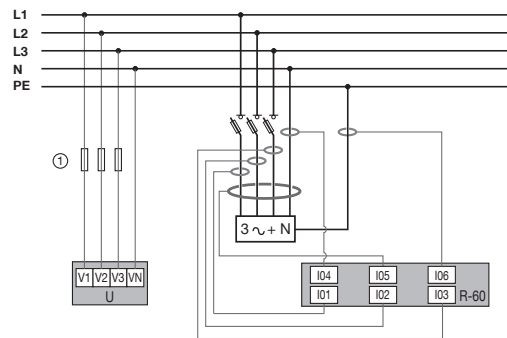 L1
L2
L3
N
PE
①
3 ∿ + N
V1 V2 V3 VN
U
I04 I05 I06
I01 I02 I03
R-60